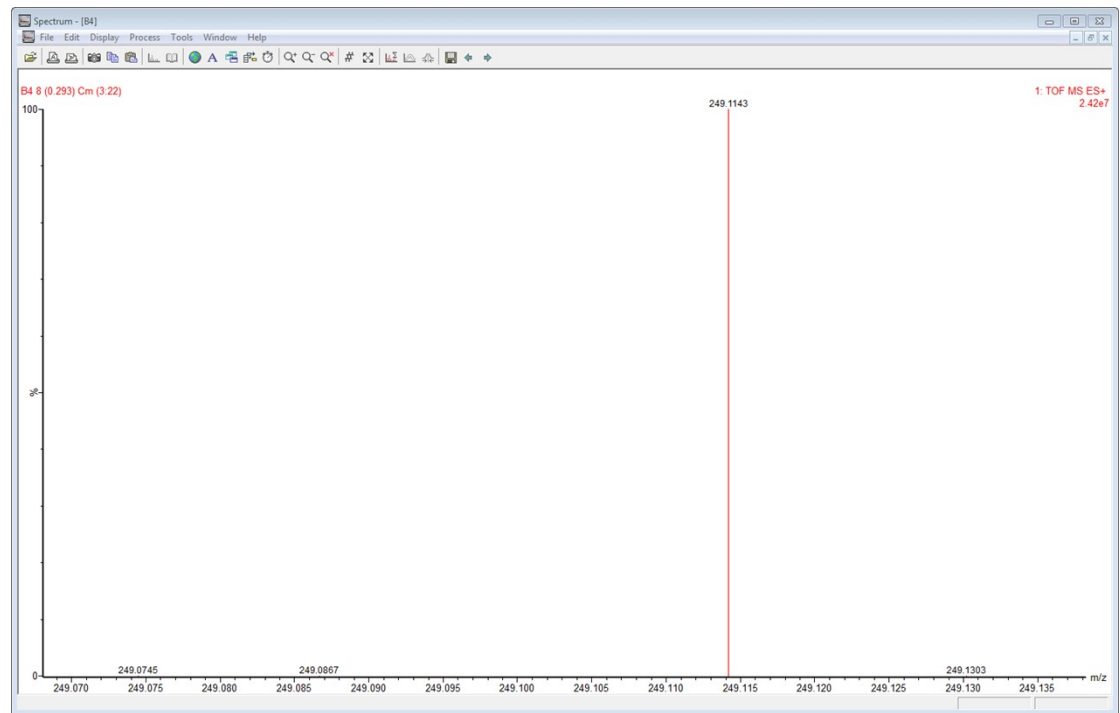 Spectrum - [B4]
File Edit Display Process Tools Window Help
B4 8 (0.293) Cm (3:22)
1: TOF MS ES+
2.42e7
100
249.1143
%
249.0745 249.0867 249.1303
0
249.070 249.075 249.080 249.085 249.090 249.095 249.100 249.105 249.110 249.115 249.120 249.125 249.130 249.135 m/z